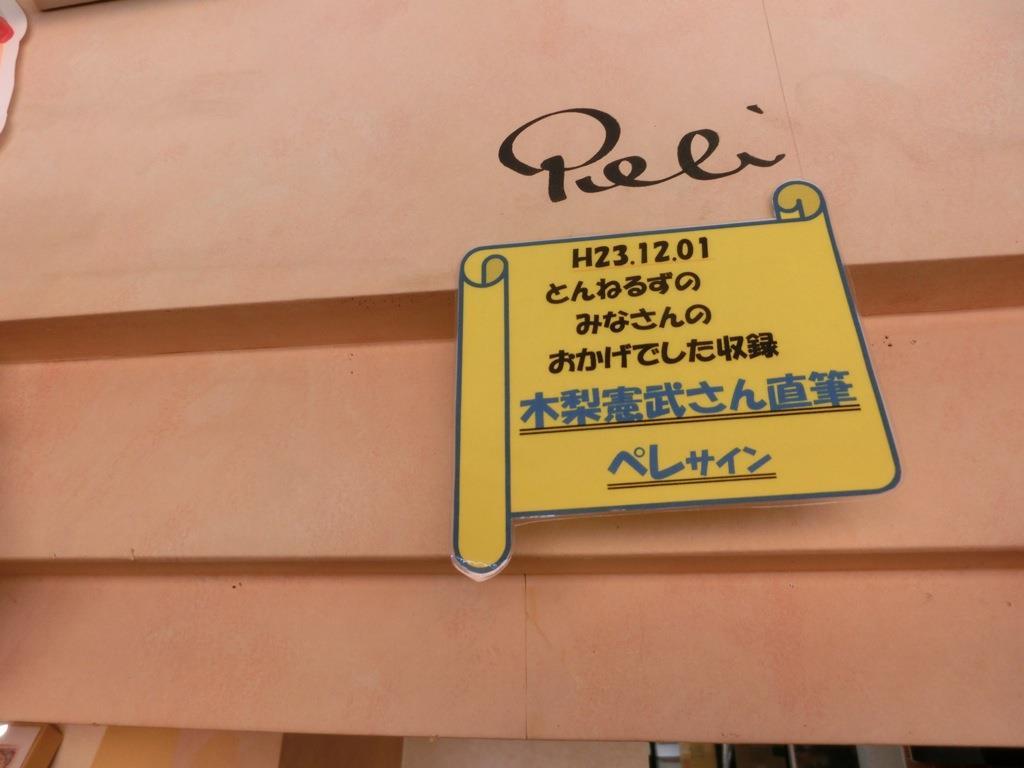 Peli
H23.12.01
とんねるずの
みなさんの
おかげでした収録
木梨憲武さん直筆
ペレサイン